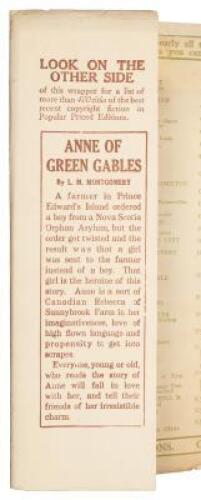 LOOK ON THE
OTHER SIDE
of this wrapper for a list of
more than 400 titles of the best
recent copyright fiction in
Popular Priced Editions.
ANNE OF
GREEN GABLES
By L. M. MONTGOMERY
A farmer in Prince
Edward's Island ordered
a boy from a Nova Scotia
Orphan Asylum, but the
order got twisted and the
result was that a girl
was sent to the farmer
instead of a boy. That
girl is the heroine of this
story. Anne is a sort of
Canadian Rebecca of
Sunnybrook Farm in her
imaginativeness, love of
high flown language and
propensity to get into
scrapes.
Everyone, young or old,
who reads the story of
Anne will fall in love
with her, and tell their
friends of her irresistible
charm.